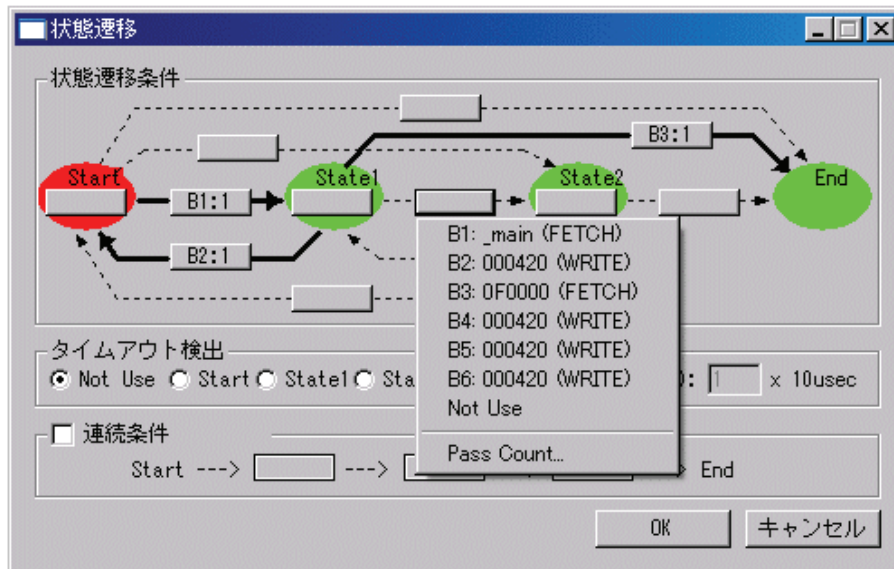 状態遷移
状態遷移条件
B3:1
Start State1 State2 End
B1:1
B2:1
B1: _main (FETCH)
B2: 000420 (WRITE)
B3: 0F0000 (FETCH)
B4: 000420 (WRITE)
B5: 000420 (WRITE)
B6: 000420 (WRITE)
Not Use
Pass Count...
タイムアウト検出
Not Use Start State1 : 1 x 10usec
連続条件
Start ---> ---> > End
OK キャンセル